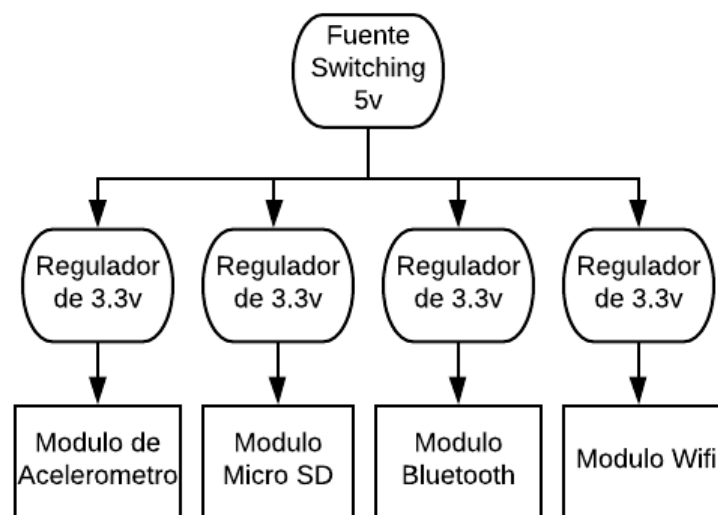 Fuente
Switching
5v
Regulador
de 3.3v
Regulador
de 3.3v
Regulador
de 3.3v
Regulador
de 3.3v
Modulo de
Acelerometro
Modulo
Micro SD
Modulo
Bluetooth
Modulo Wifi